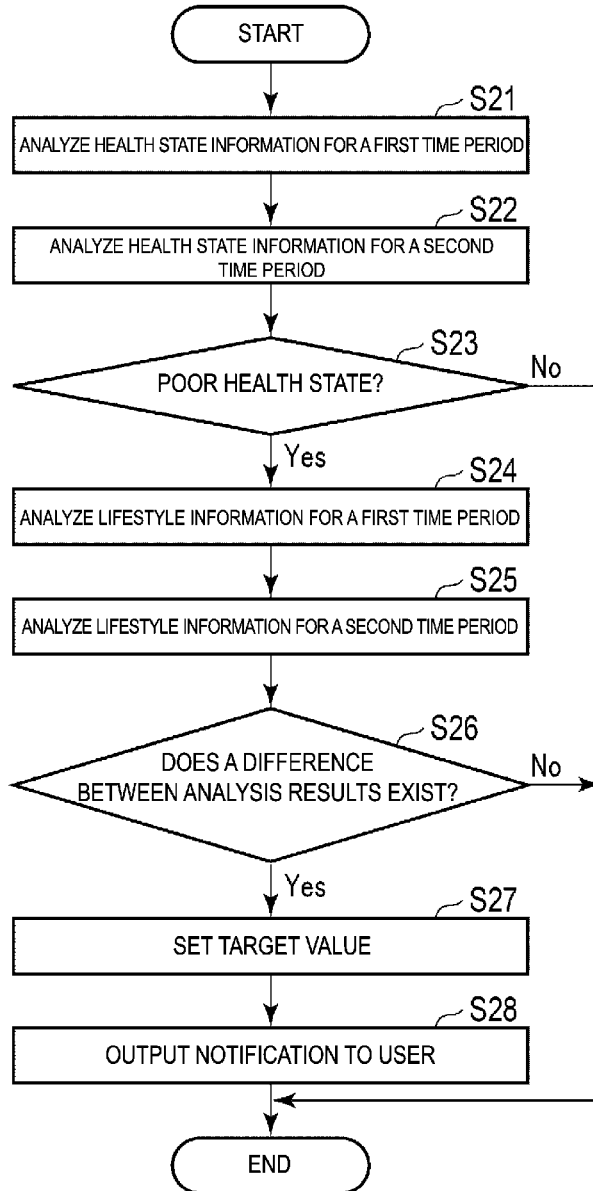 START
S21
ANALYZE HEALTH STATE INFORMATION FOR A FIRST TIME PERIOD
S22
ANALYZE HEALTH STATE INFORMATION FOR A SECOND
TIME PERIOD
S23
POOR HEALTH STATE?
No
Yes
S24
ANALYZE LIFESTYLE INFORMATION FOR A FIRST TIME PERIOD
S25
ANALYZE LIFESTYLE INFORMATION FOR A SECOND TIME PERIOD
S26
DOES A DIFFERENCE
BETWEEN ANALYSIS RESULTS EXIST?
No
Yes
S27
SET TARGET VALUE
S28
OUTPUT NOTIFICATION TO USER
END